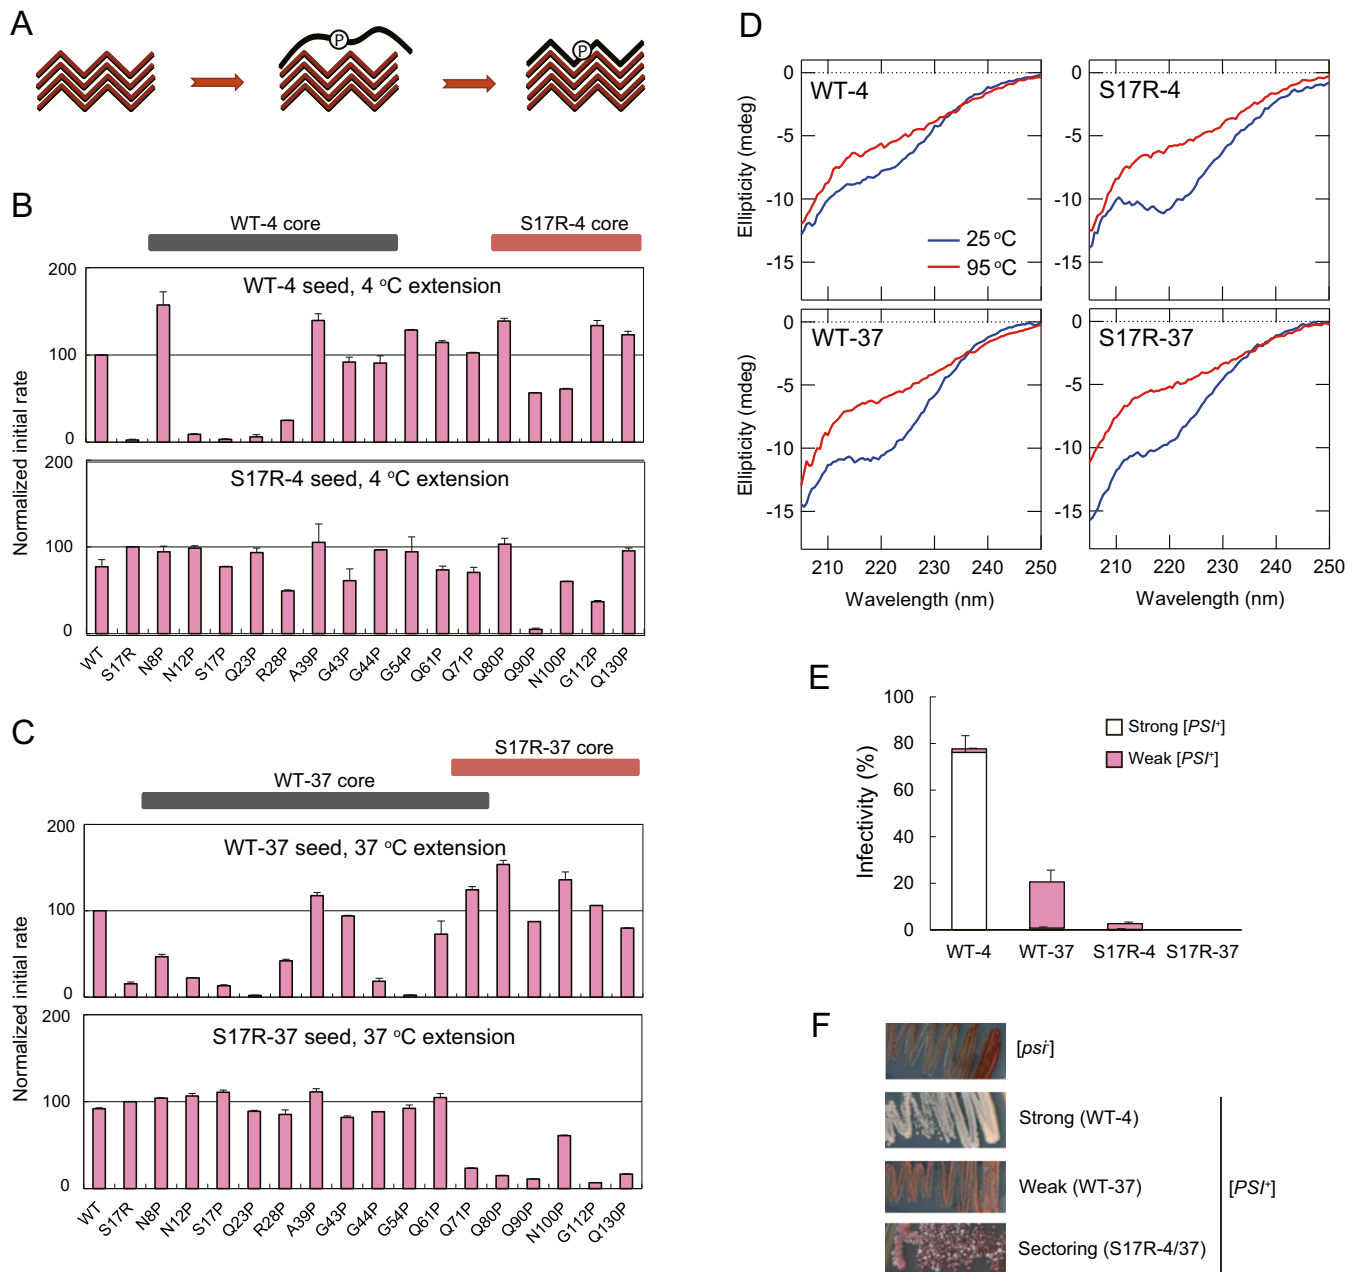 A
P
P
B
WT-4 core
S17R-4 core
200
WT-4 seed, 4 °C extension
100
0
200
S17R-4 seed, 4 °C extension
100
0
Normalized initial rate
WT S17R N8P N12P S17P Q23P R28P A39P G43P G44P G54P Q61P Q71P Q80P Q90P N100P G112P Q130P
C
S17R-37 core
WT-37 core
200
WT-37 seed, 37 °C extension
100
0
200
S17R-37 seed, 37 °C extension
100
0
Normalized initial rate
WT S17R N8P N12P S17P Q23P R28P A39P G43P G44P G54P Q61P Q71P Q80P Q90P N100P G112P Q130P
D
0
WT-4
-5
-10
-15
Ellipticity (mdeg)
25 °C
95 °C
0
S17R-4
-5
-10
-15
0
WT-37
-5
-10
-15
Ellipticity (mdeg)
210 220 230 240 250
Wavelength (nm)
0
S17R-37
-5
-10
-15
210 220 230 240 250
Wavelength (nm)
E
100
80
60
40
20
0
Infectivity (%)
Strong [PSI+]
Weak [PSI+]
WT-4 WT-37 S17R-4 S17R-37
F
[psi-]
Strong (WT-4)
Weak (WT-37)
Sectoring (S17R-4/37)
[PSI+]